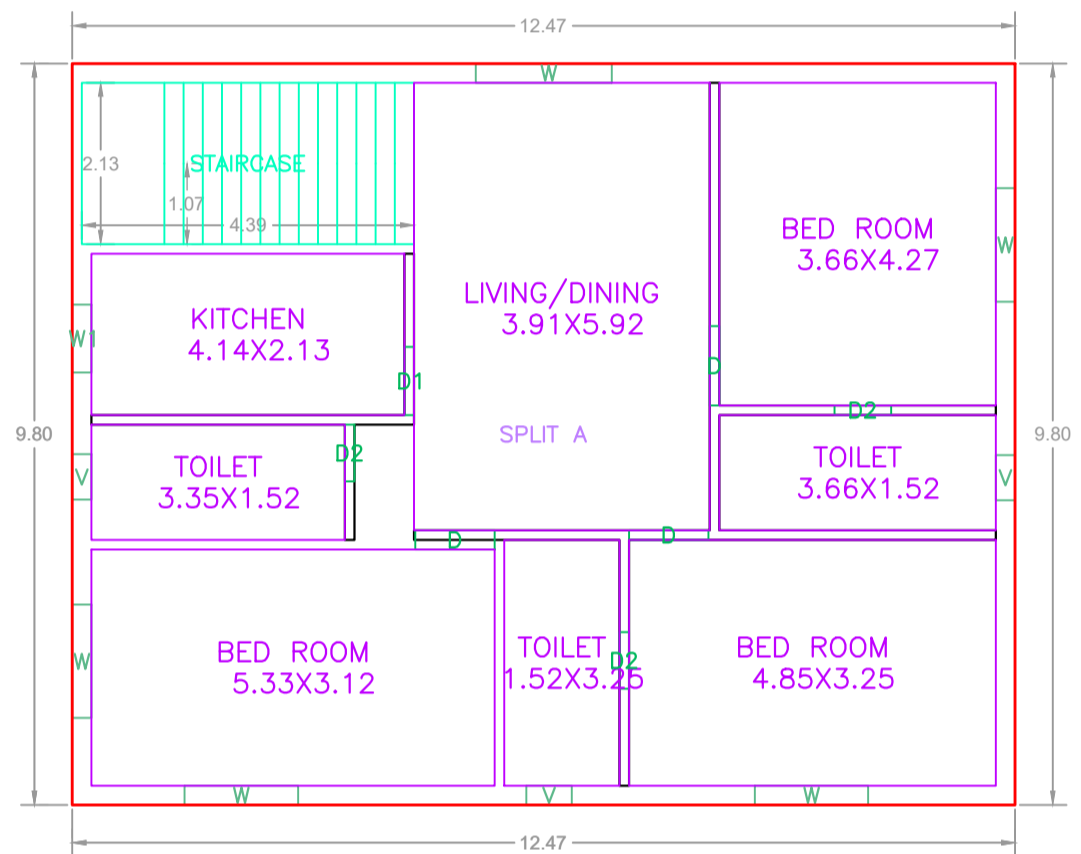 12.47
W
2.13
STAIRCASE
1.07
4.39
BED ROOM
3.66X4.27
W
LIVING/DINING
3.91X5.92
KITCHEN
4.14X2.13
W1
D1
D
D2
9.80
9.80
SPLIT A
D2
TOILET
3.35X1.52
V
TOILET
3.66X1.52
V
D
D
BED ROOM
5.33X3.12
W
TOILET
1.52X3.25
D2
BED ROOM
4.85X3.25
W
V
W
12.47